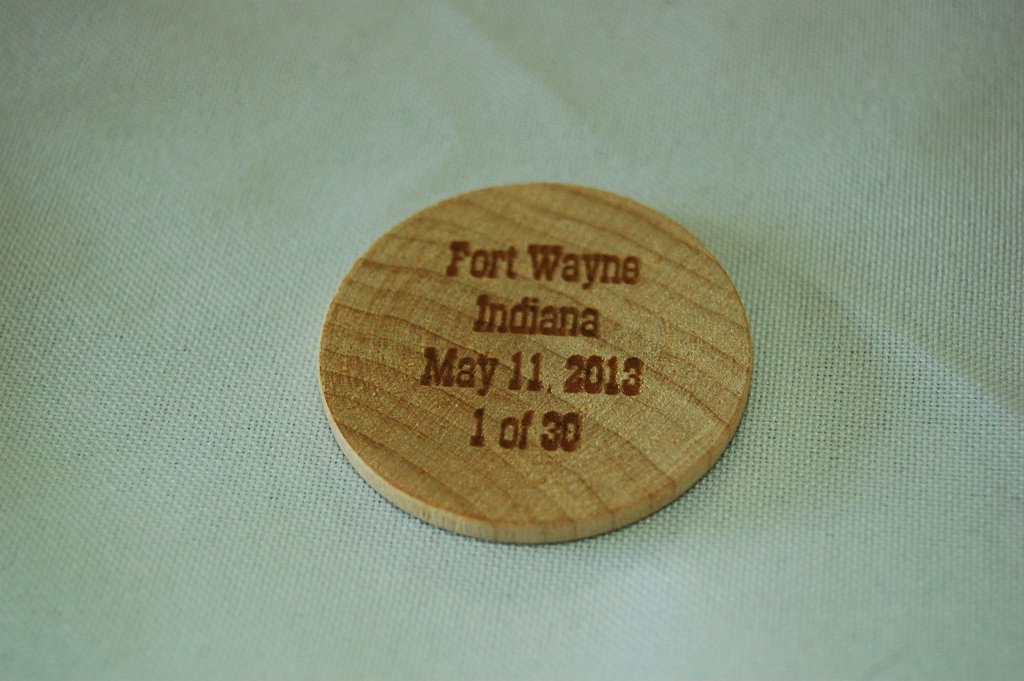 Fort Wayne
Indiana
May 11, 2013
1 of 30